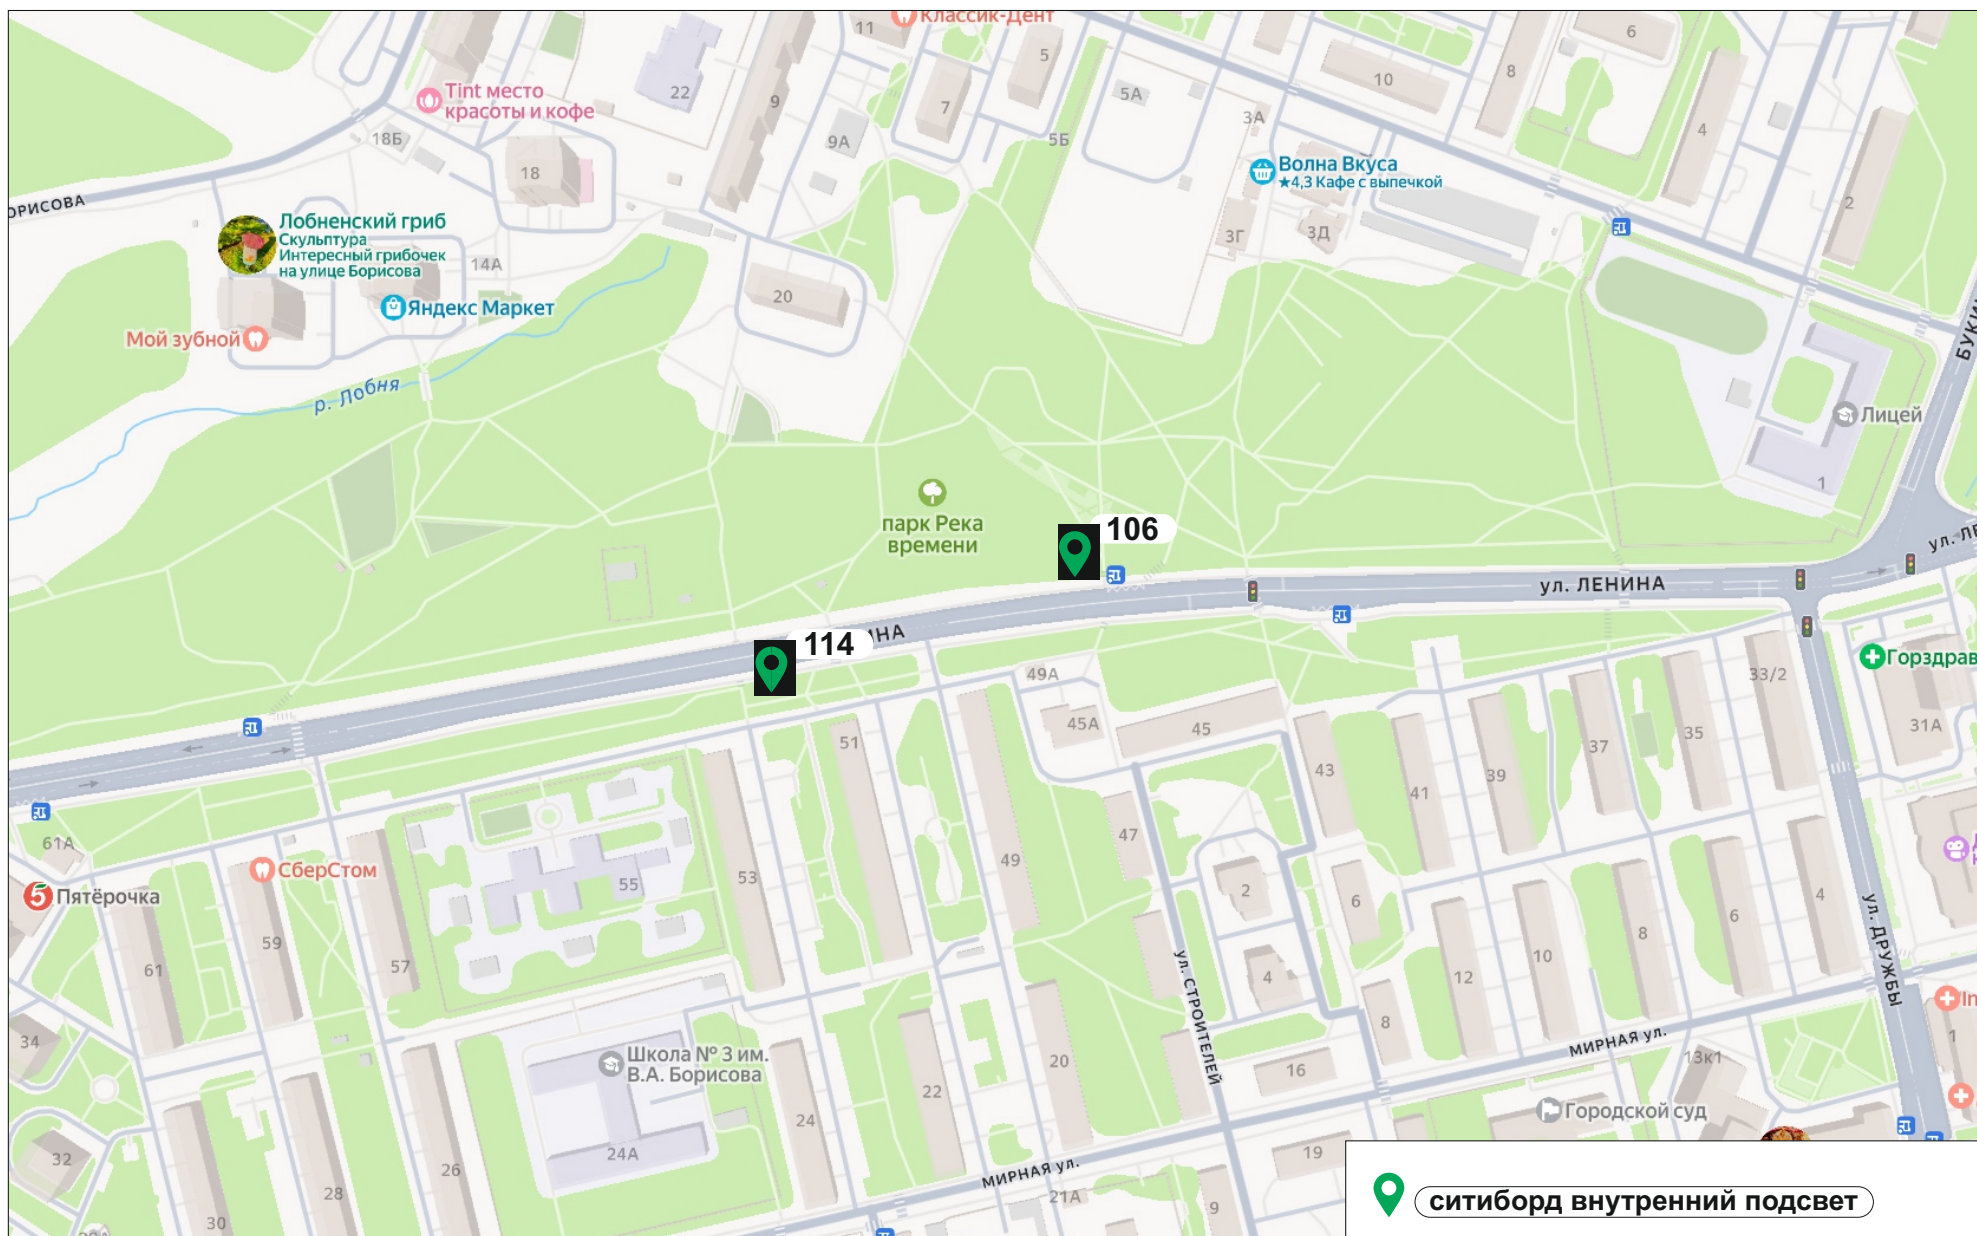 Классик-Дент
11
5
6
10
8
Tint место
красоты и кофе
22
9
7
5А
3А
4
18Б
9А
5Б
18
Волна Вкуса
★4,3 Кафе с выпечкой
2
Лобненский гриб
Скульптура
Интересный грибочек
на улице Борисова
14А
3Г
3Д
20
Яндекс Маркет
Мой зубной
р. Лобня
Лицей
1
парк Река
времени
106
ул. ЛЕНИНА
114
49А
33/2
Горздрав
45А
45
51
37
35
31А
43
39
41
61А
47
49
СберСтом
55
53
Пятёрочка
2
6
6
4
59
61
57
8
10
12
4
ул. СТРОИТЕЛЕЙ
ул. ДРУЖБЫ
8
34
МИРНАЯ ул.
1
Школа № 3 им.
В.А. Борисова
20
16
13к1
22
24
Городской суд
32
24А
26
19
28
МИРНАЯ ул.
21А
9
30
ситиборд внутренний подсвет